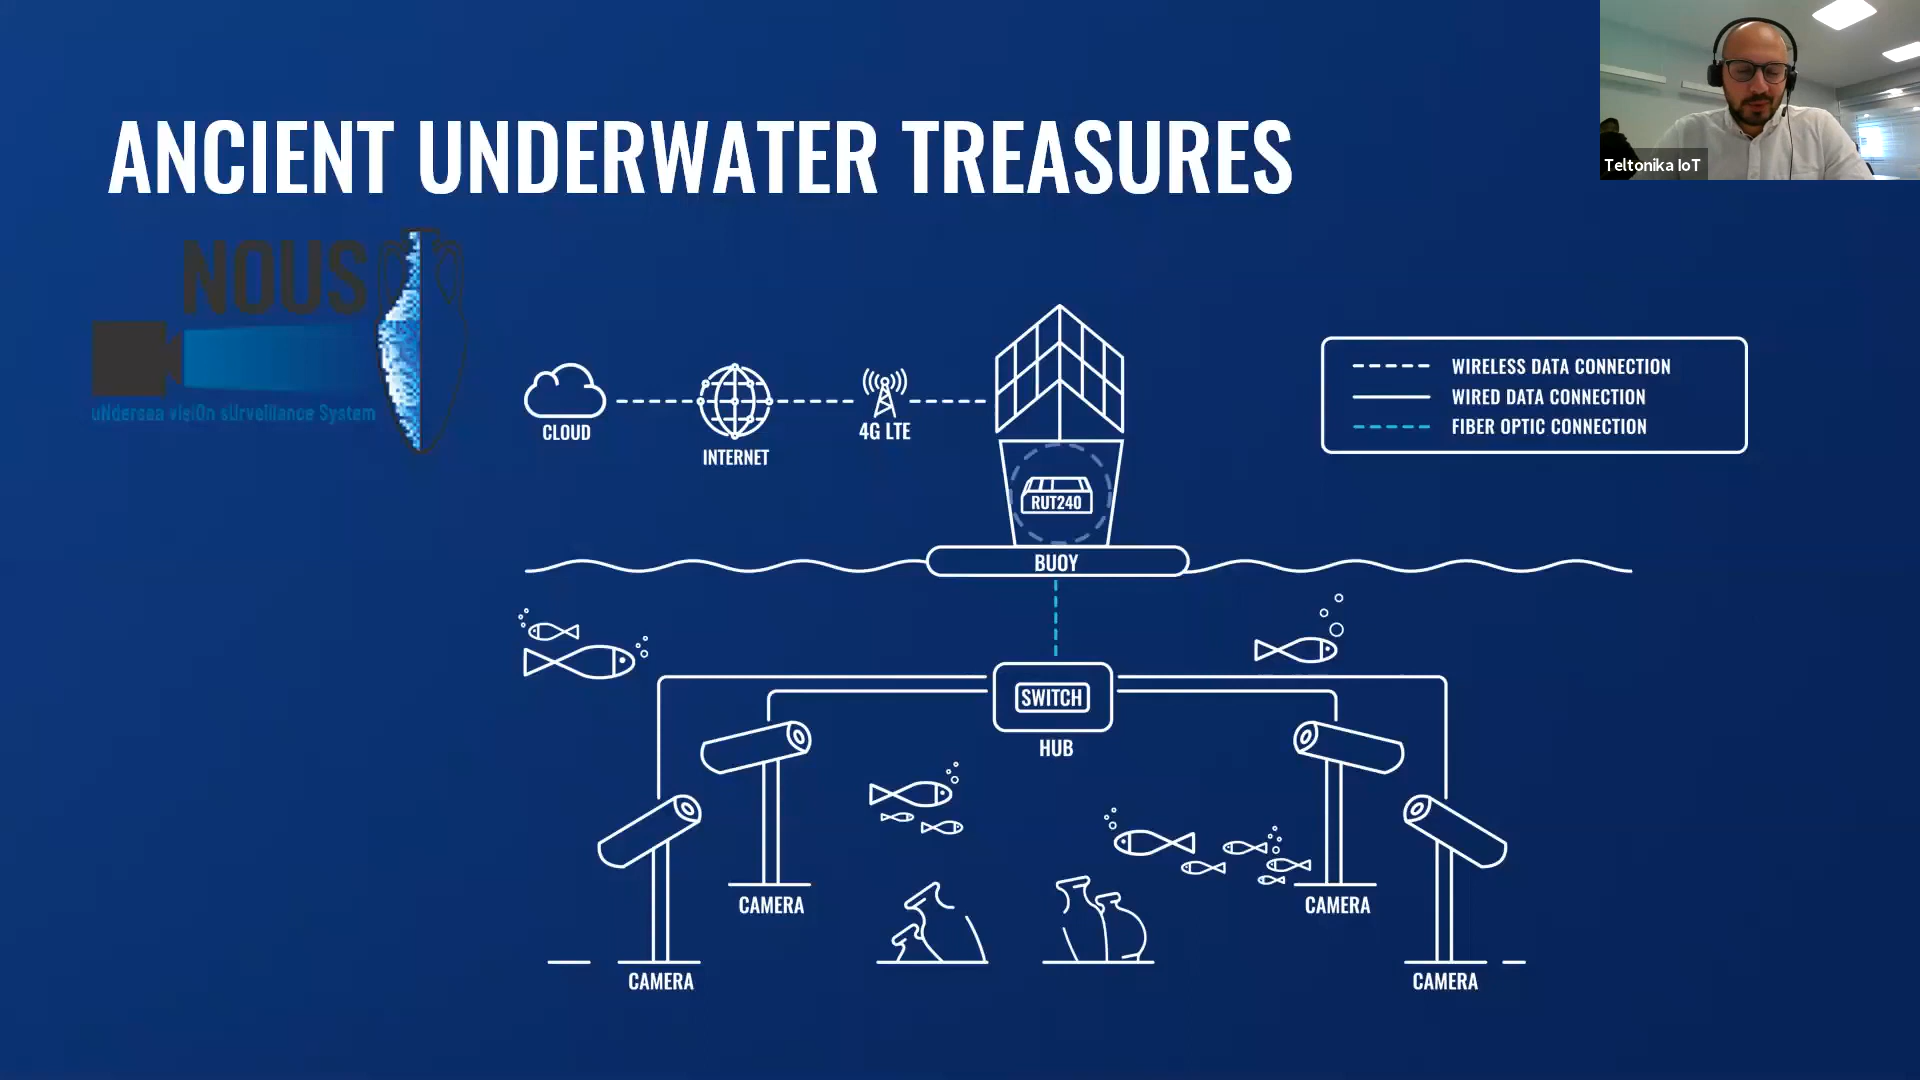 ANCIENT UNDERWATER TREASURES
Teltonika IoT
NOUS
uNdersea visiOn sUrveillance System
CLOUD
INTERNET
4G LTE
WIRELESS DATA CONNECTION
WIRED DATA CONNECTION
FIBER OPTIC CONNECTION
RUT240
BUOY
SWITCH
HUB
CAMERA
CAMERA
CAMERA
CAMERA